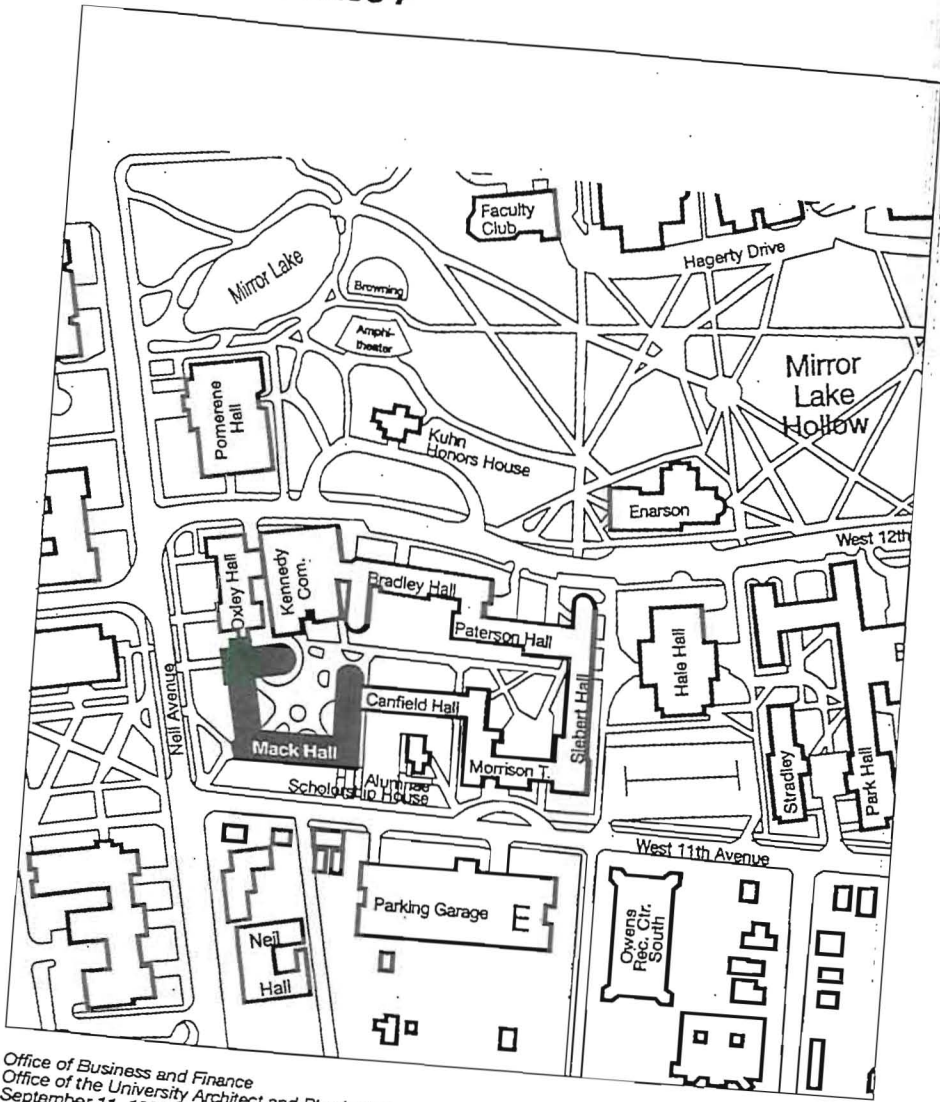 Faculty
Club
Hagerty Drive
Mirror Lake
Browning
Amphi-
theater
Mirror
Lake
Hollow
Pomerene
Hall
Kuhn
Honors House
Enarson
West 12th
Oxley Hall
Kennedy
Com.
Bradley Hall
Paterson Hall
Hale Hall
Neil Avenue
Canfield Hall
Siebert Hall
Mack Hall
Morrison T.
Alumnae
Scholarship House
Stradley
Park Hall
West 11th Avenue
Parking Garage
Owens
Rec. Ctr.
South
Neil
Hall
Office of Business and Finance
Office of the University Architect and
September 11,